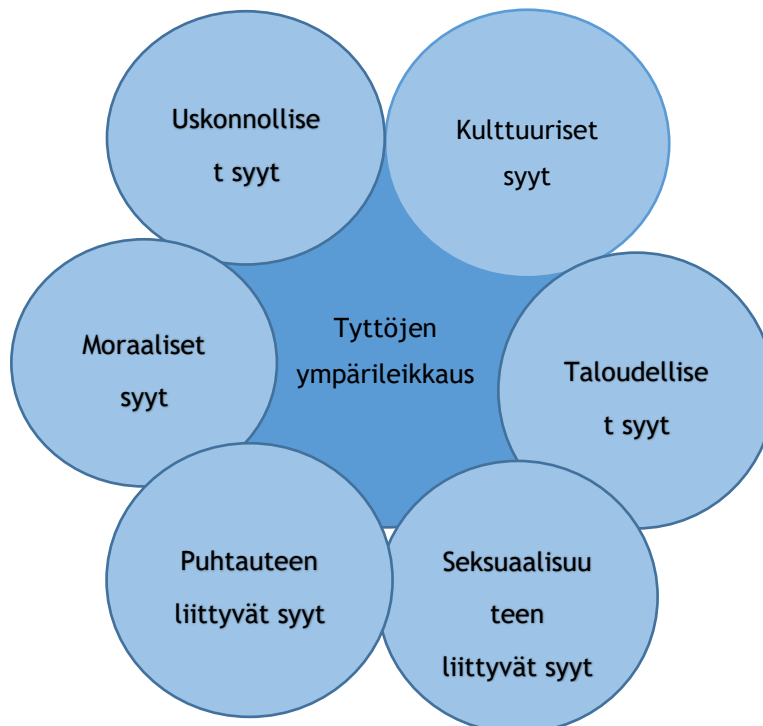 Uskonnollise
t syyt
Kulttuuriset
syyt
Tyttöjen
ympärileikkaus
Moraaliset
syyt
Taloudellise
t syyt
Puhtauteen
liittyvät syyt
Seksuaalisuu
teen
liittyvät syyt